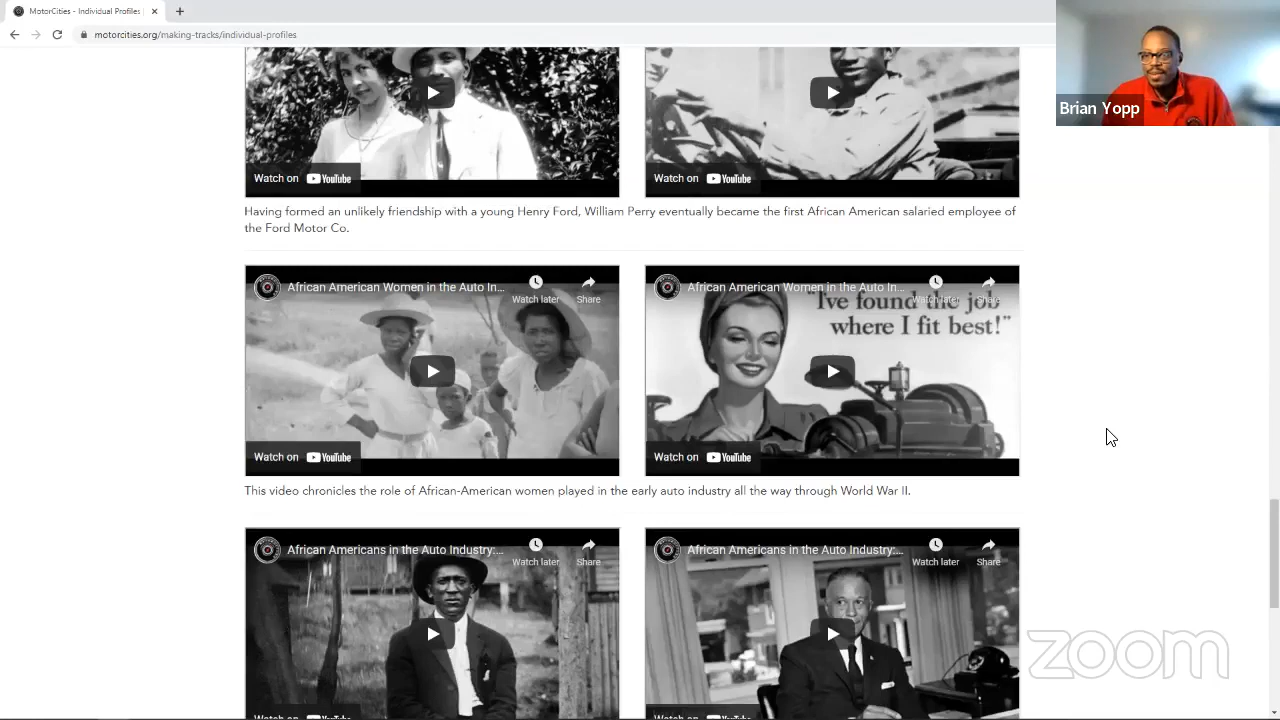 MotorCities - Individual Profiles
motorcities.org/making-tracks/individual-profiles
Brian Yopp
Watch on YouTube
Watch on YouTube
Having formed an unlikely friendship with a young Henry Ford, William Perry eventually became the first African American salaried employee of
the Ford Motor Co.
African American Women in the Auto In...
Watch later
Share
African American Women in the Auto In...
Watch later
Share
"I've found the job
where I fit best!"
Watch on YouTube
Watch on YouTube
This video chronicles the role of African-American women played in the early auto industry all the way through World War II.
African Americans in the Auto Industry:...
Watch later
Share
African Americans in the Auto Industry:...
Watch later
Share
zoom
Watch on YouTube
Watch on YouTube